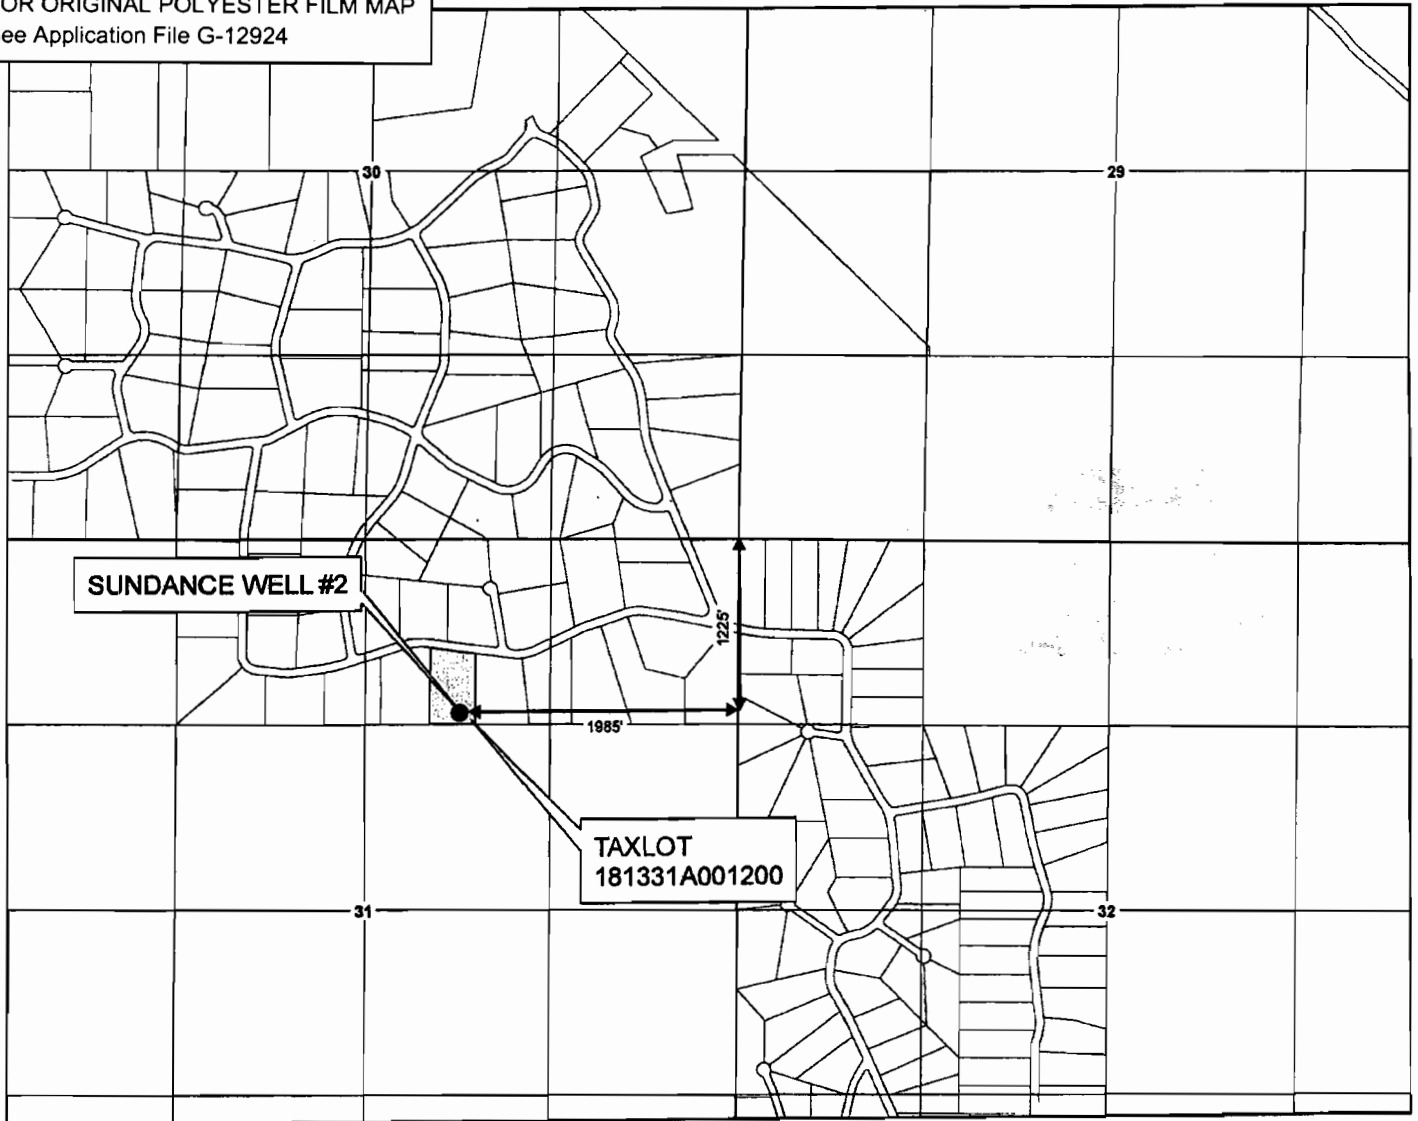 OR ORIGINAL POLYESTER FILM MAP
ee Application File G-12924
30
29
SUNDANCE WELL #2
1225'
1985'
TAXLOT
181331A001200
31
32